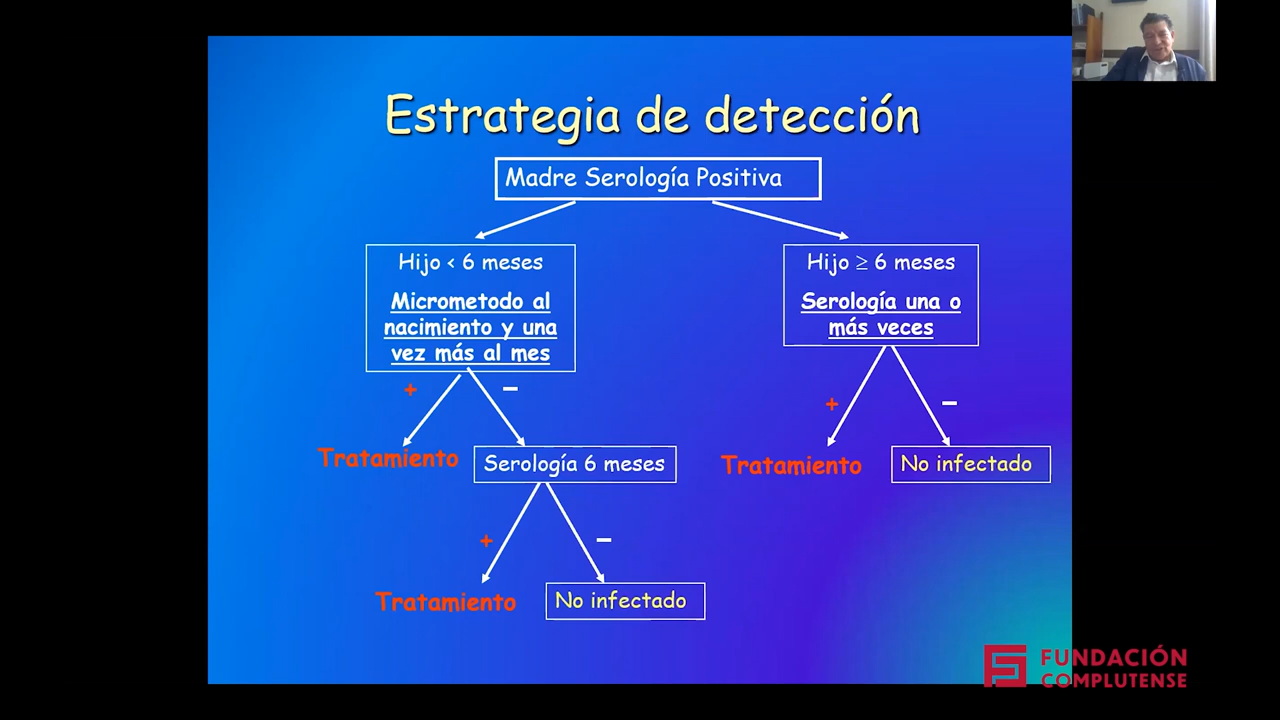 Estrategia de detección
Madre Serología Positiva
Hijo < 6 meses
Micrometodo al
nacimiento y una
vez más al mes
Hijo ≥ 6 meses
Serología una o
más veces
+
−
+
−
Tratamiento
Serología 6 meses
Tratamiento
No infectado
+
−
Tratamiento
No infectado
FUNDACIÓN
COMPLUTENSE